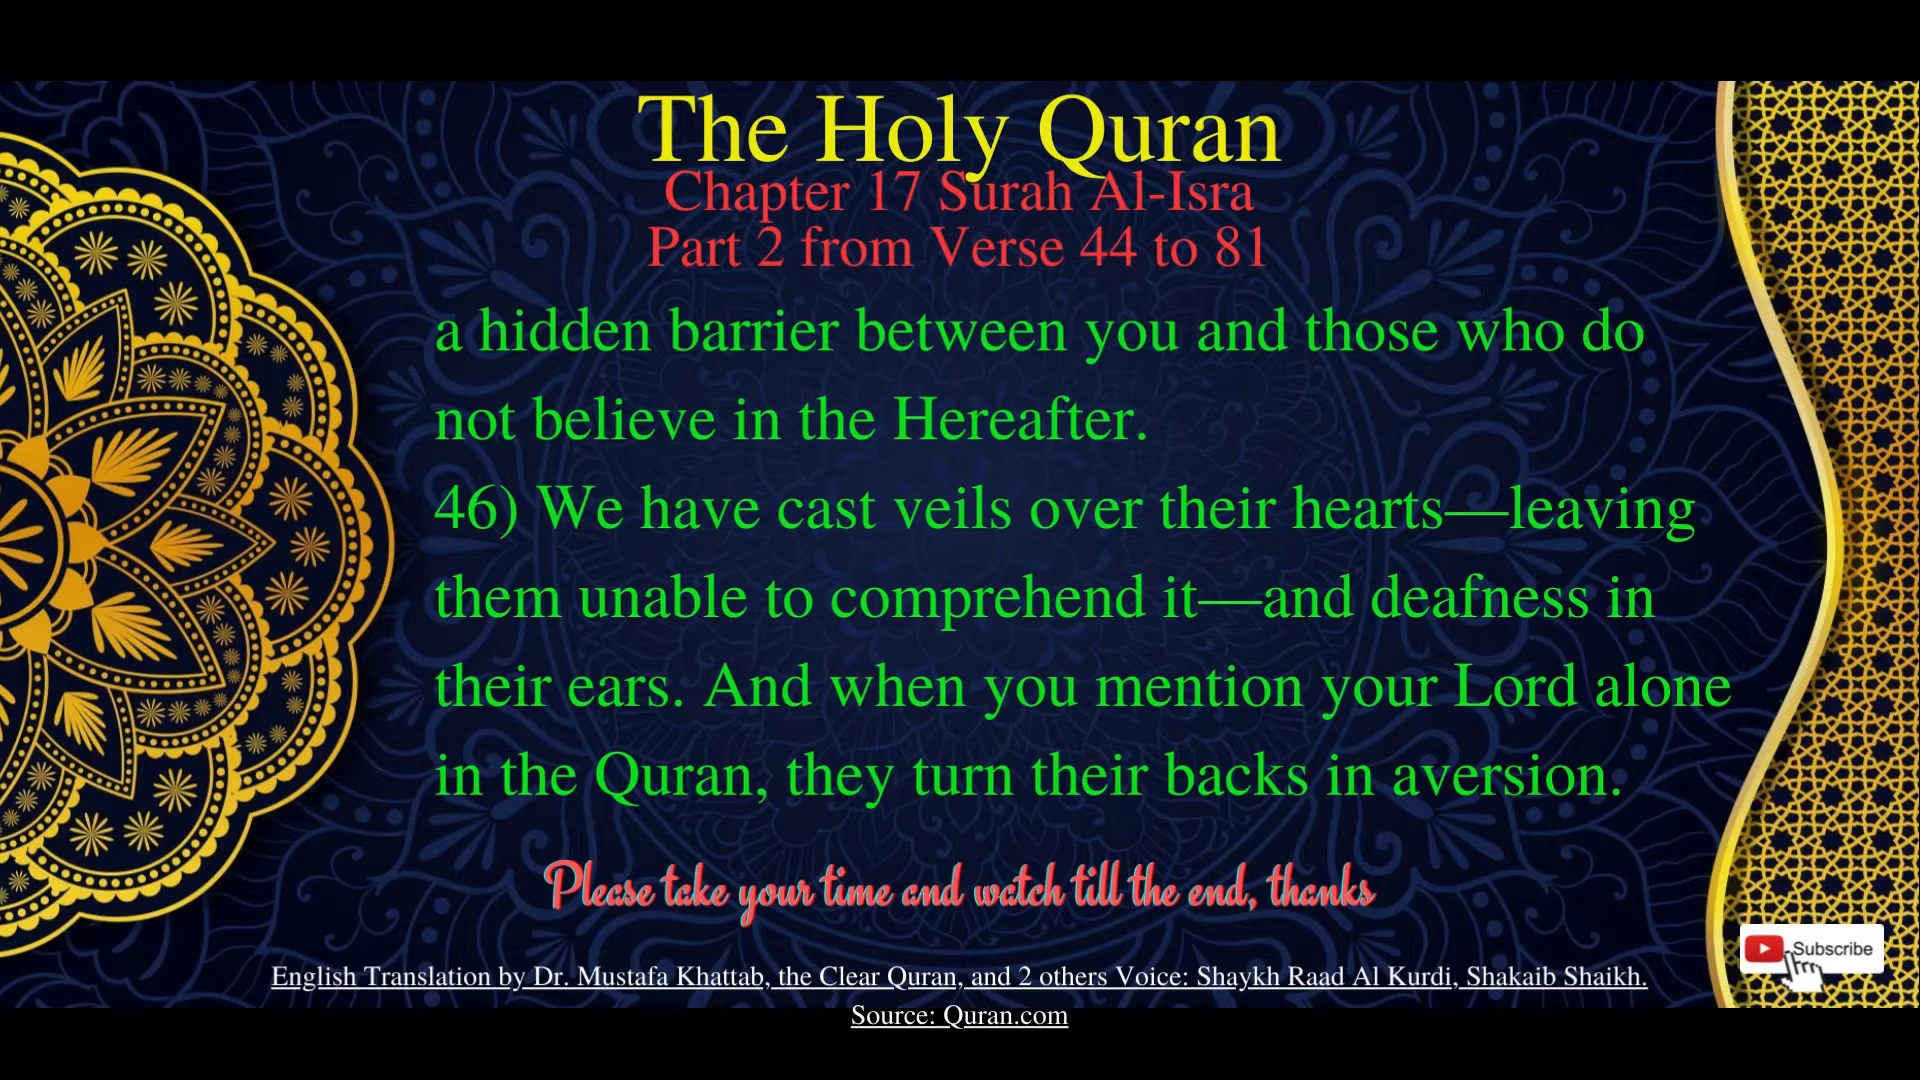 The Holy Quran
Chapter 17 Surah Al-Isra
Part 2 from Verse 44 to 81
a hidden barrier between you and those who do
not believe in the Hereafter.
46) We have cast veils over their hearts—leaving
them unable to comprehend it—and deafness in
their ears. And when you mention your Lord alone
in the Quran, they turn their backs in aversion.
Please take your time and watch till the end, thanks
Subscribe
English Translation by Dr. Mustafa Khattab, the Clear Quran, and 2 others Voice: Shaykh Raad Al Kurdi, Shakaib Shaikh.
Source: Quran.com